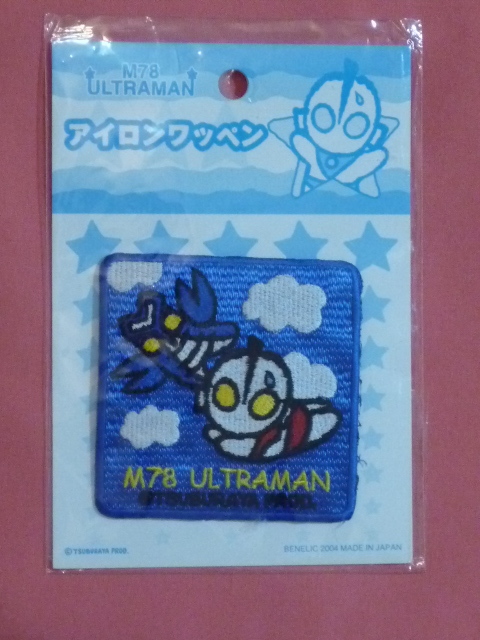 M78
ULTRAMAN
アイロンワッペン
M78 ULTRAMAN
©TSUBURAYA PROD.
©TSUBURAYA PROD.
BENELIC 2004 MADE IN JAPAN